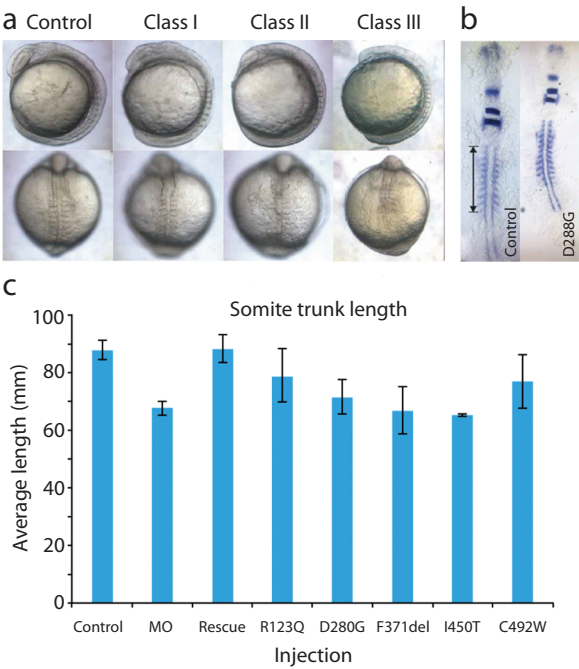 a Control Class I Class II Class III
b
Control
D288G
c
Somite trunk length
Average length (mm)
100
80
60
40
20
0
Control MO Rescue R123Q D280G F371del I450T C492W
Injection